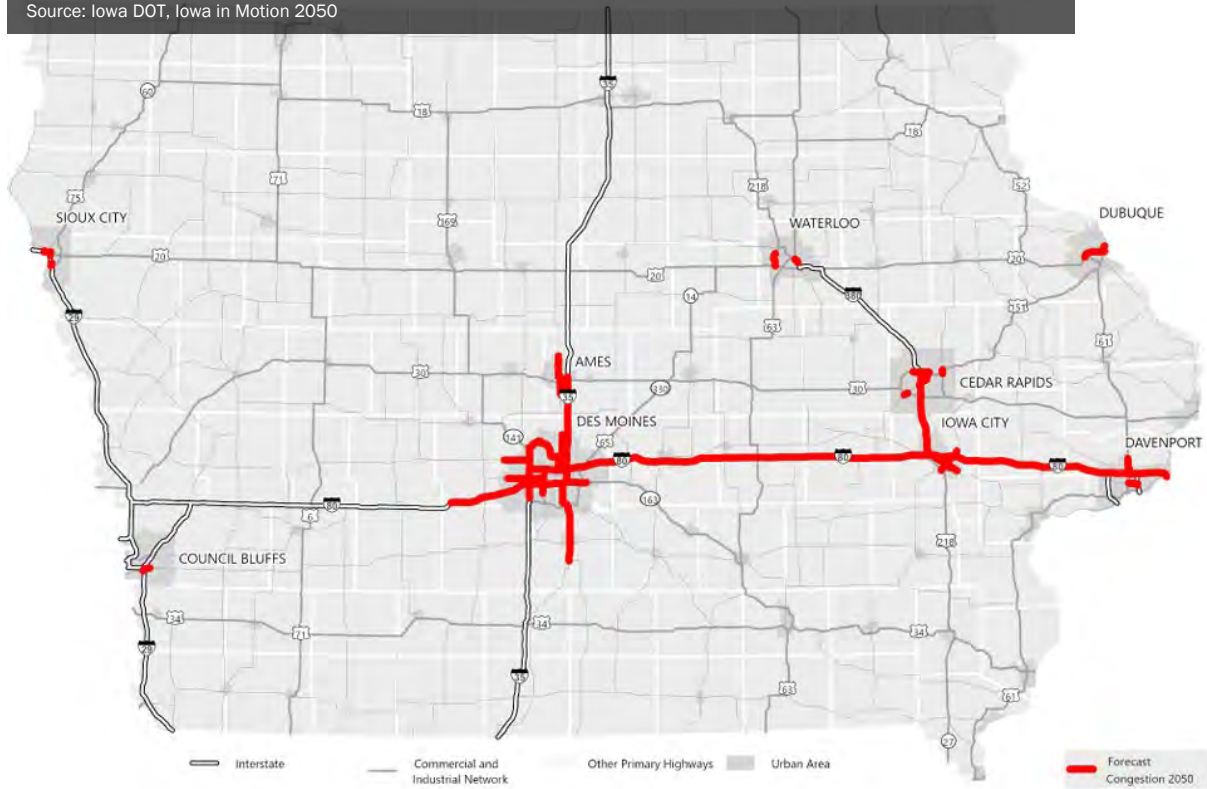 Source: Iowa DOT, Iowa in Motion 2050
35
60
18
18
71
75
218
52
169
SIOUX CITY
WATERLOO
DUBUQUE
20
20
20
29
14
380
151
63
61
AMES
30
35
330
30
CEDAR RAPIDS
DES MOINES
IOWA CITY
141
65
DAVENPORT
80
80
80
163
80
6
218
COUNCIL BLUFFS
34
71
34
34
29
35
63
61
27
Interstate
Commercial and
Industrial Network
Other Primary Highways
Urban Area
Forecast
Congestion 2050